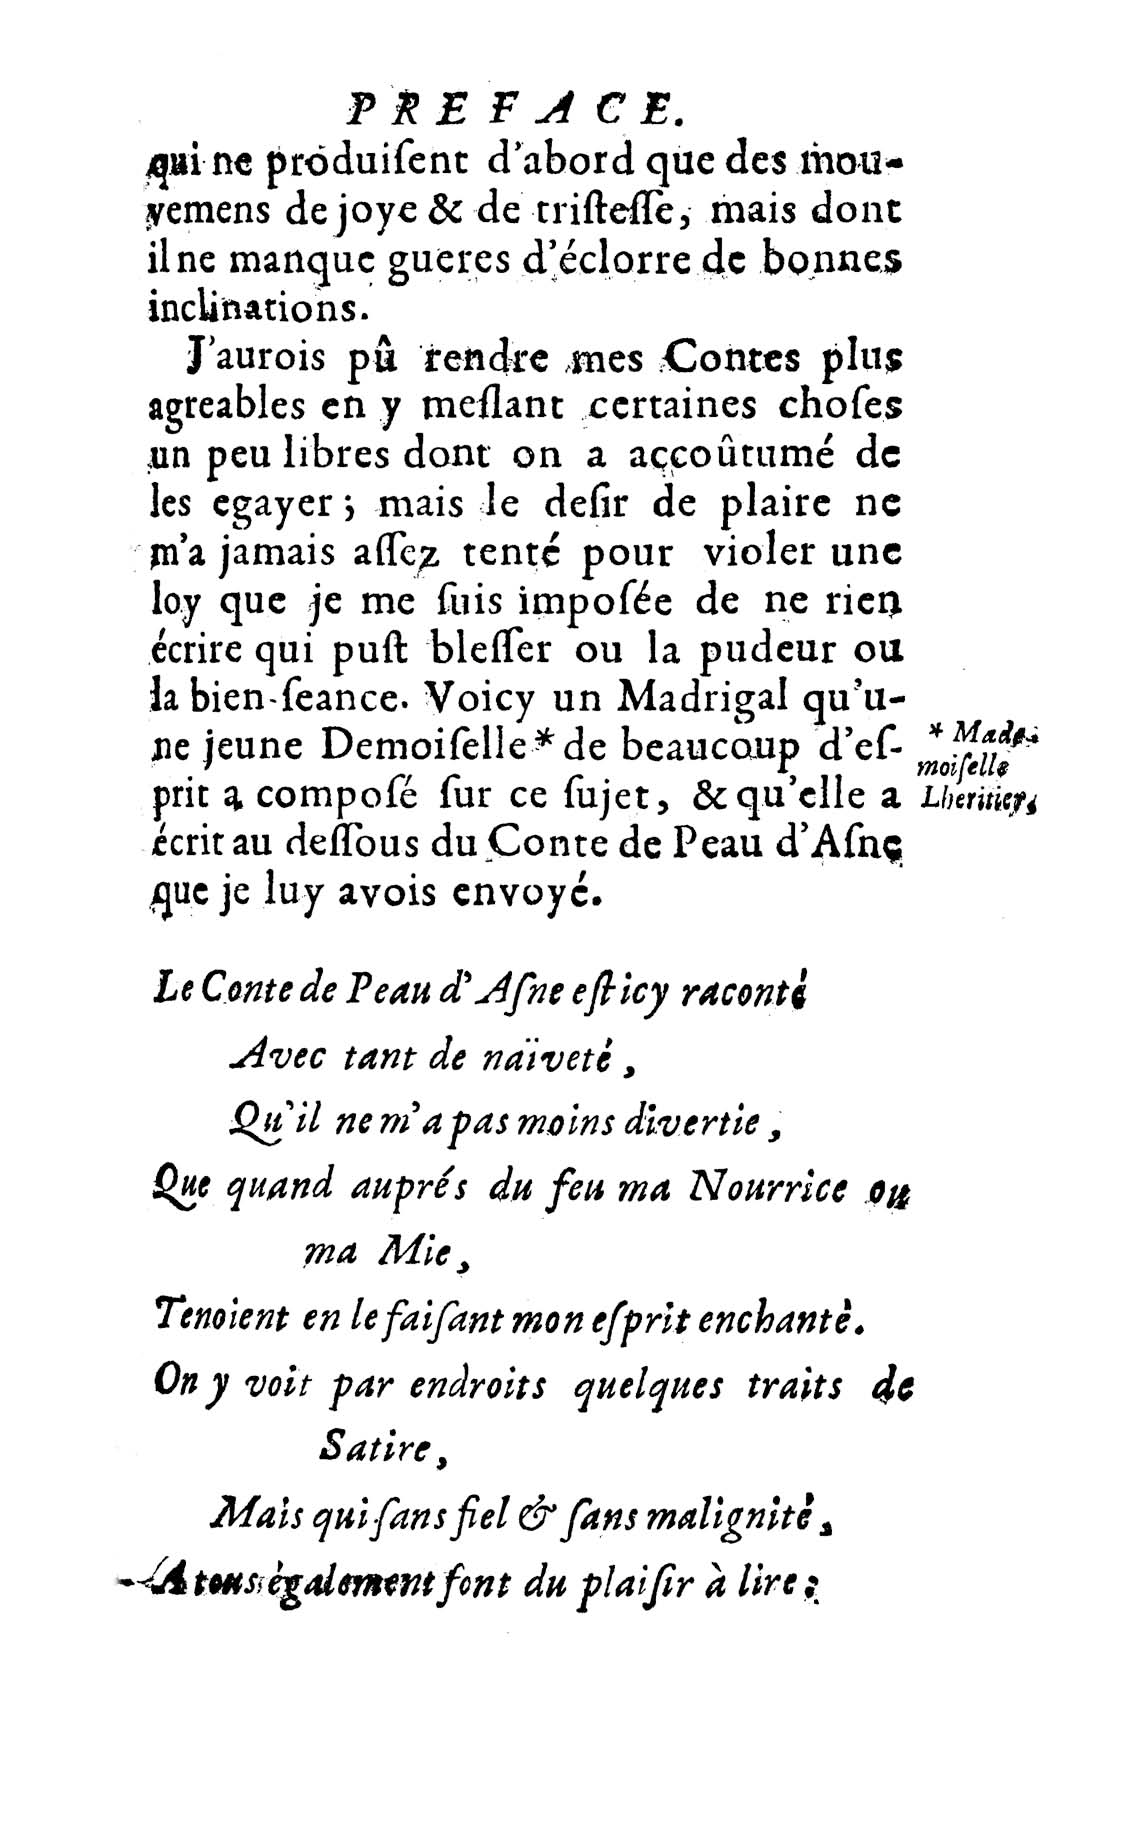 PREFACE.
qui ne produiſent d'abord que des mou-
vemens de joye & de triſteſſe, mais dont
il ne manque gueres d'éclorre de bonnes
inclinations.
J'aurois pû rendre mes Contes plus
agreables en y meſlant certaines choſes
un peu libres dont on a accoûtumé de
les egayer; mais le deſir de plaire ne
m'a jamais aſſez tenté pour violer une
loy que je me ſuis impoſée de ne rien
écrire qui puſt bleſſer ou la pudeur ou
la bien-ſeance. Voicy un Madrigal qu'u-
ne jeune Demoiſelle * de beaucoup d'eſ-
prit a compoſé ſur ce ſujet, & qu'elle a
écrit au deſſous du Conte de Peau d'Aſne
que je luy avois envoyé.
* Made-
moiſelle
Lheritier.
Le Conte de Peau d'Aſne eſt icy raconté
Avec tant de naïveté,
Qu'il ne m'a pas moins divertie,
Que quand auprés du feu ma Nourrice ou
ma Mie,
Tenoient en le faiſant mon eſprit enchanté.
On y voit par endroits quelques traits de
Satire,
Mais qui ſans fiel & ſans malignité,
A tous également font du plaiſir à lire: